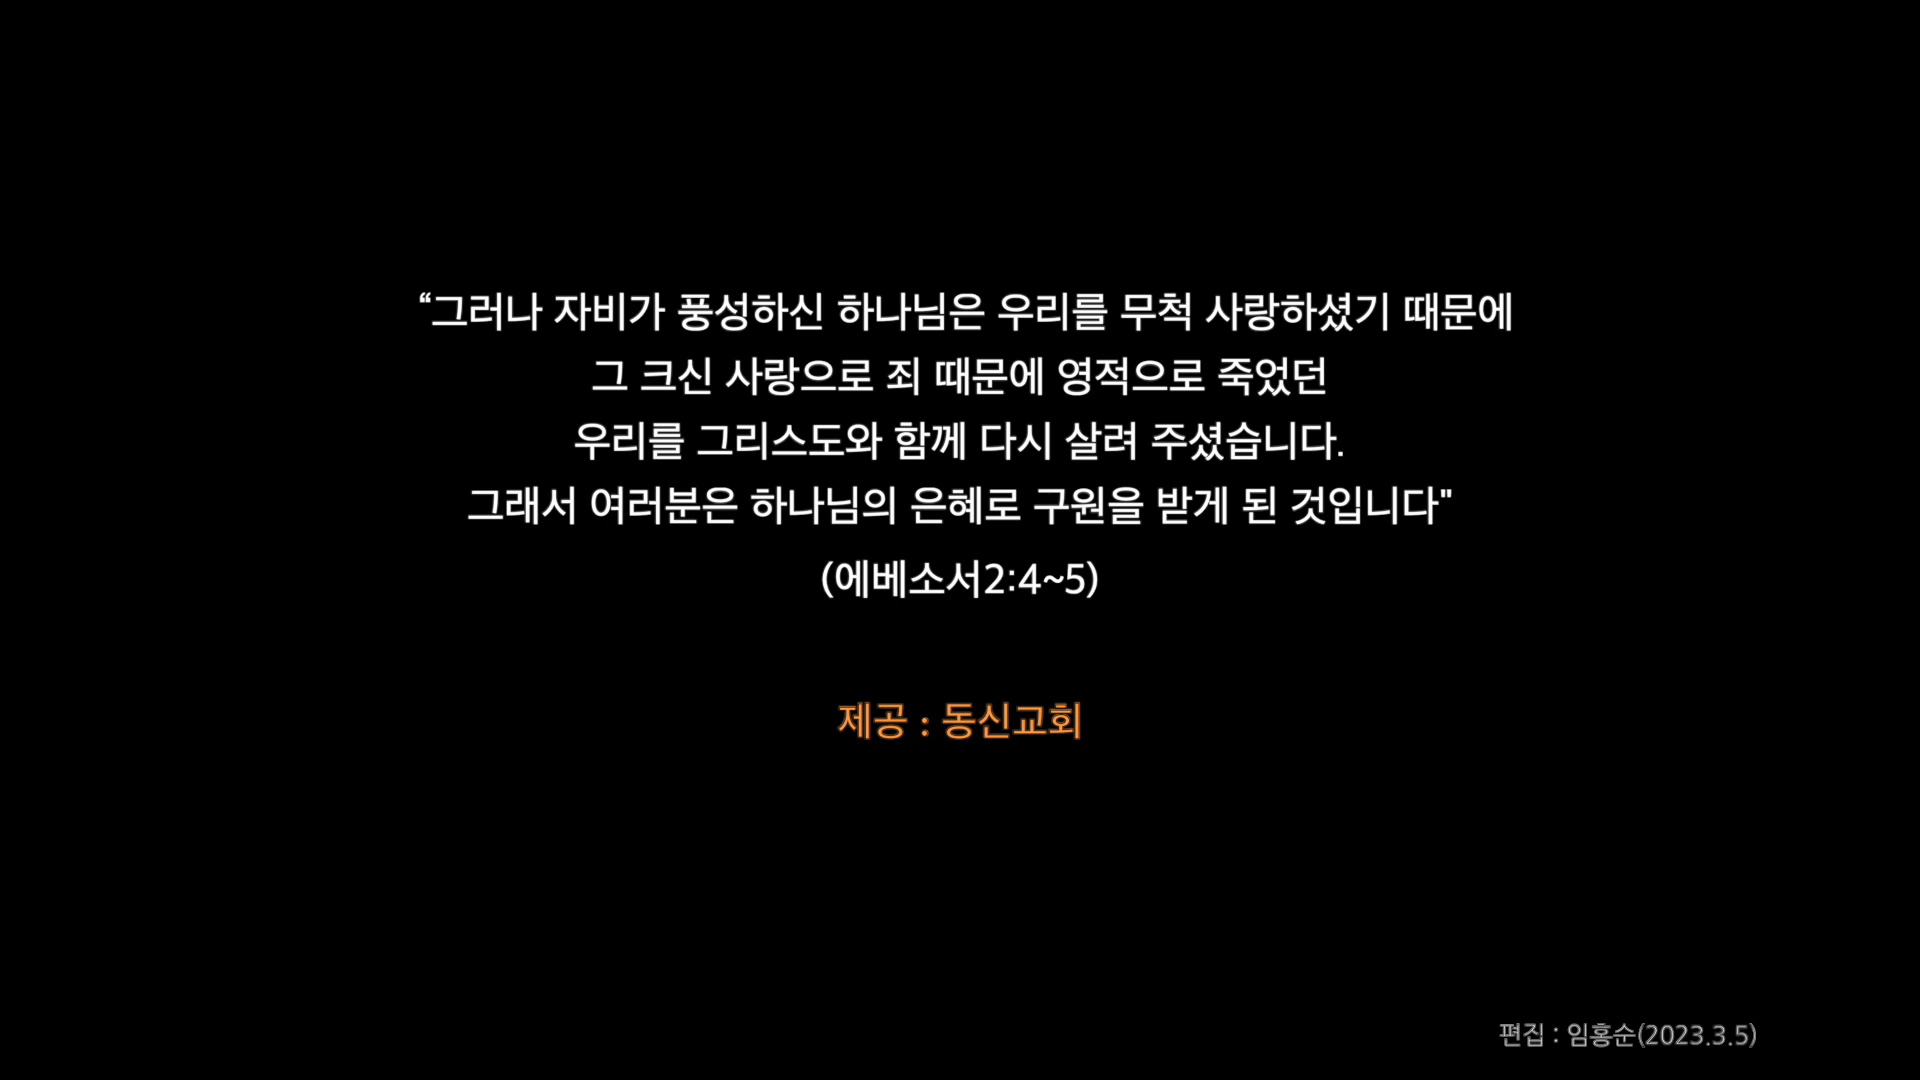 “그러나 자비가 풍성하신 하나님은 우리를 무척 사랑하셨기 때문에
그 크신 사랑으로 죄 때문에 영적으로 죽었던
우리를 그리스도와 함께 다시 살려 주셨습니다.
그래서 여러분은 하나님의 은혜로 구원을 받게 된 것입니다"
(에베소서2:4~5)
제공 : 동신교회
편집 : 임홍순(2023.3.5)